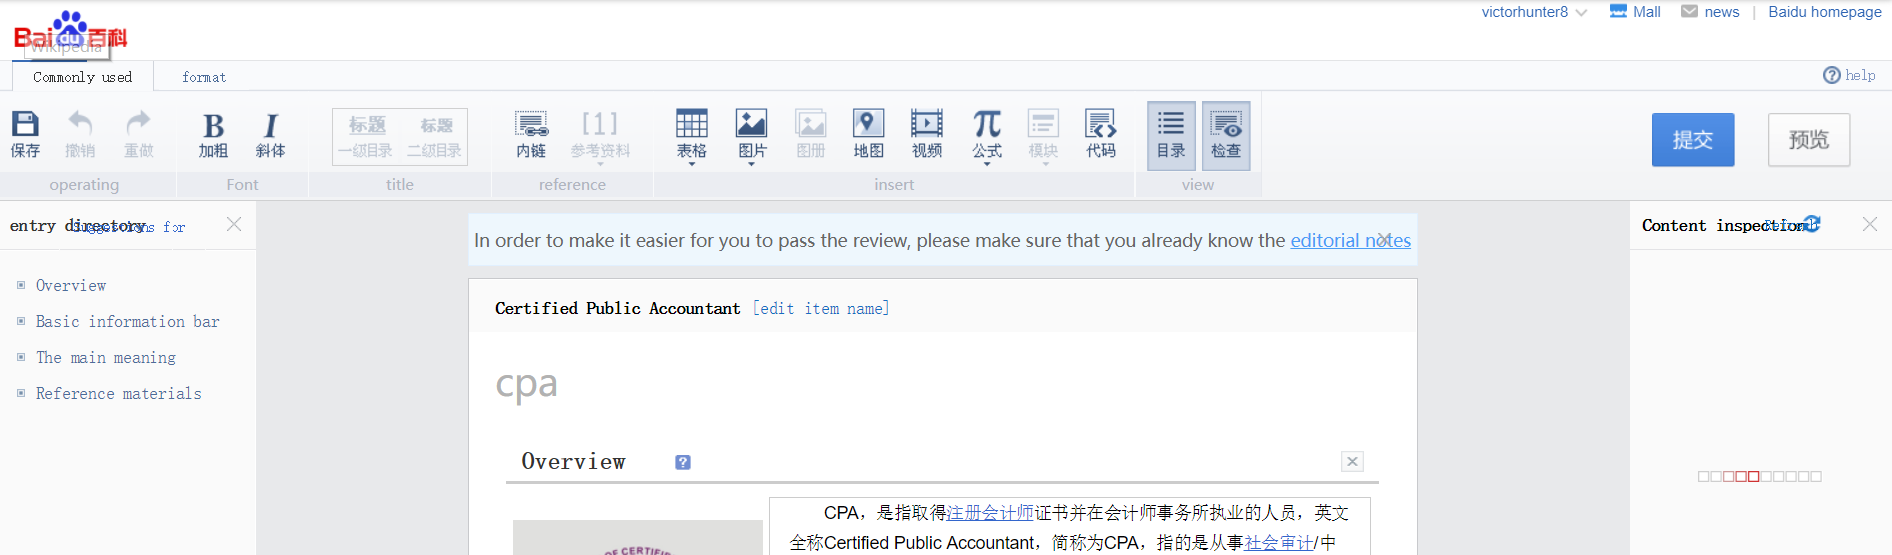 victorhunter8 Mall news | Baidu homepage
Bai du 百科
Wikipedia
Commonly used format help
保存 撤销 重做 B 加粗 I 斜体 标题 一级目录 标题 二级目录 内链 [1] 参考资料 表格 图片 图册 地图 视频 π 公式 模块 代码 目录 检查 提交 预览
operating Font title reference insert view
entry directory Suggestions for
Content inspection Refresh
In order to make it easier for you to pass the review, please make sure that you already know the editorial notes
Overview
Basic information bar
The main meaning
Reference materials
Certified Public Accountant [edit item name]
cpa
Overview ?
OF CERTIFI
CPA，是指取得注册会计师证书并在会计师事务所执业的人员，英文
全称Certified Public Accountant，简称为CPA，指的是从事社会审计/中